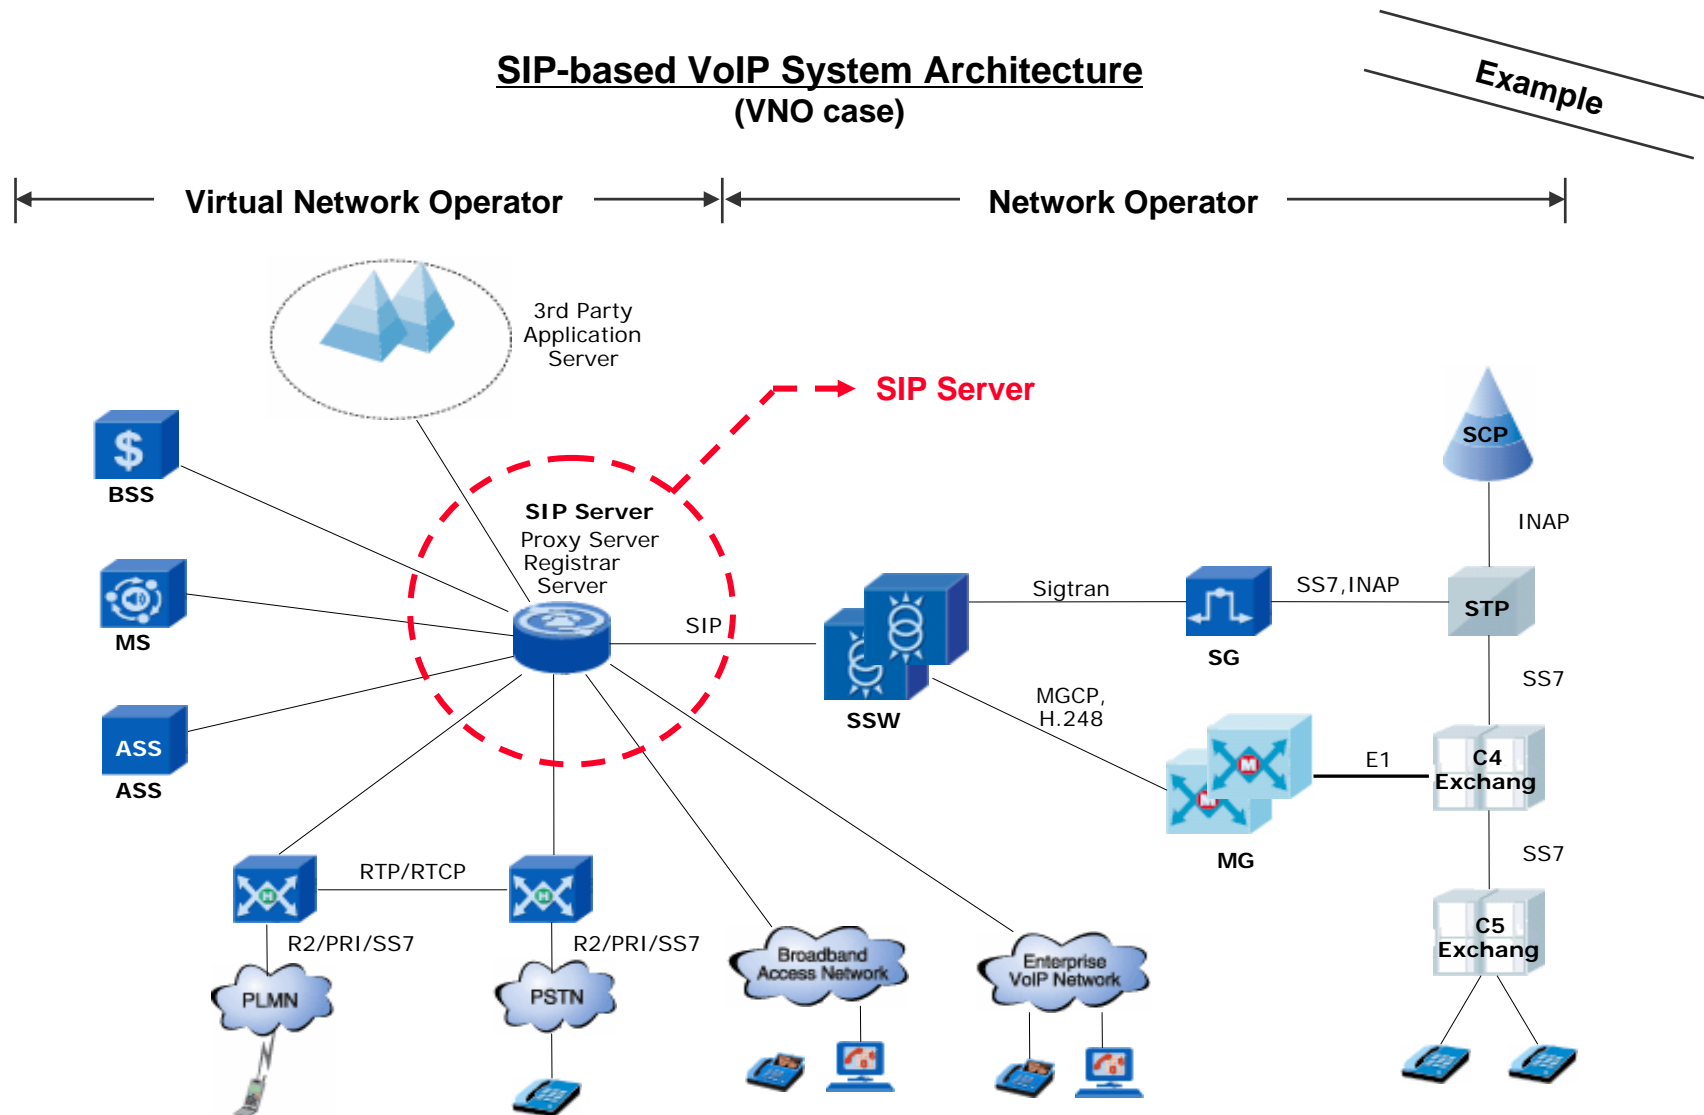 SIP-based VoIP System Architecture
(VNO case)
Example
Virtual Network Operator
Network Operator
3rd Party
Application
Server
SIP Server
SCP
$
BSS
SIP Server
Proxy Server
Registrar
Server
INAP
MS
SIP
Sigtran
SG
SS7,INAP
STP
SS7
SSW
MGCP,
H.248
ASS
ASS
M
M
MG
E1
C4
Exchang
SS7
H
RTP/RTCP
H
C5
Exchang
R2/PRI/SS7
R2/PRI/SS7
PLMN
PSTN
Broadband
Access Network
Enterprise
VoIP Network